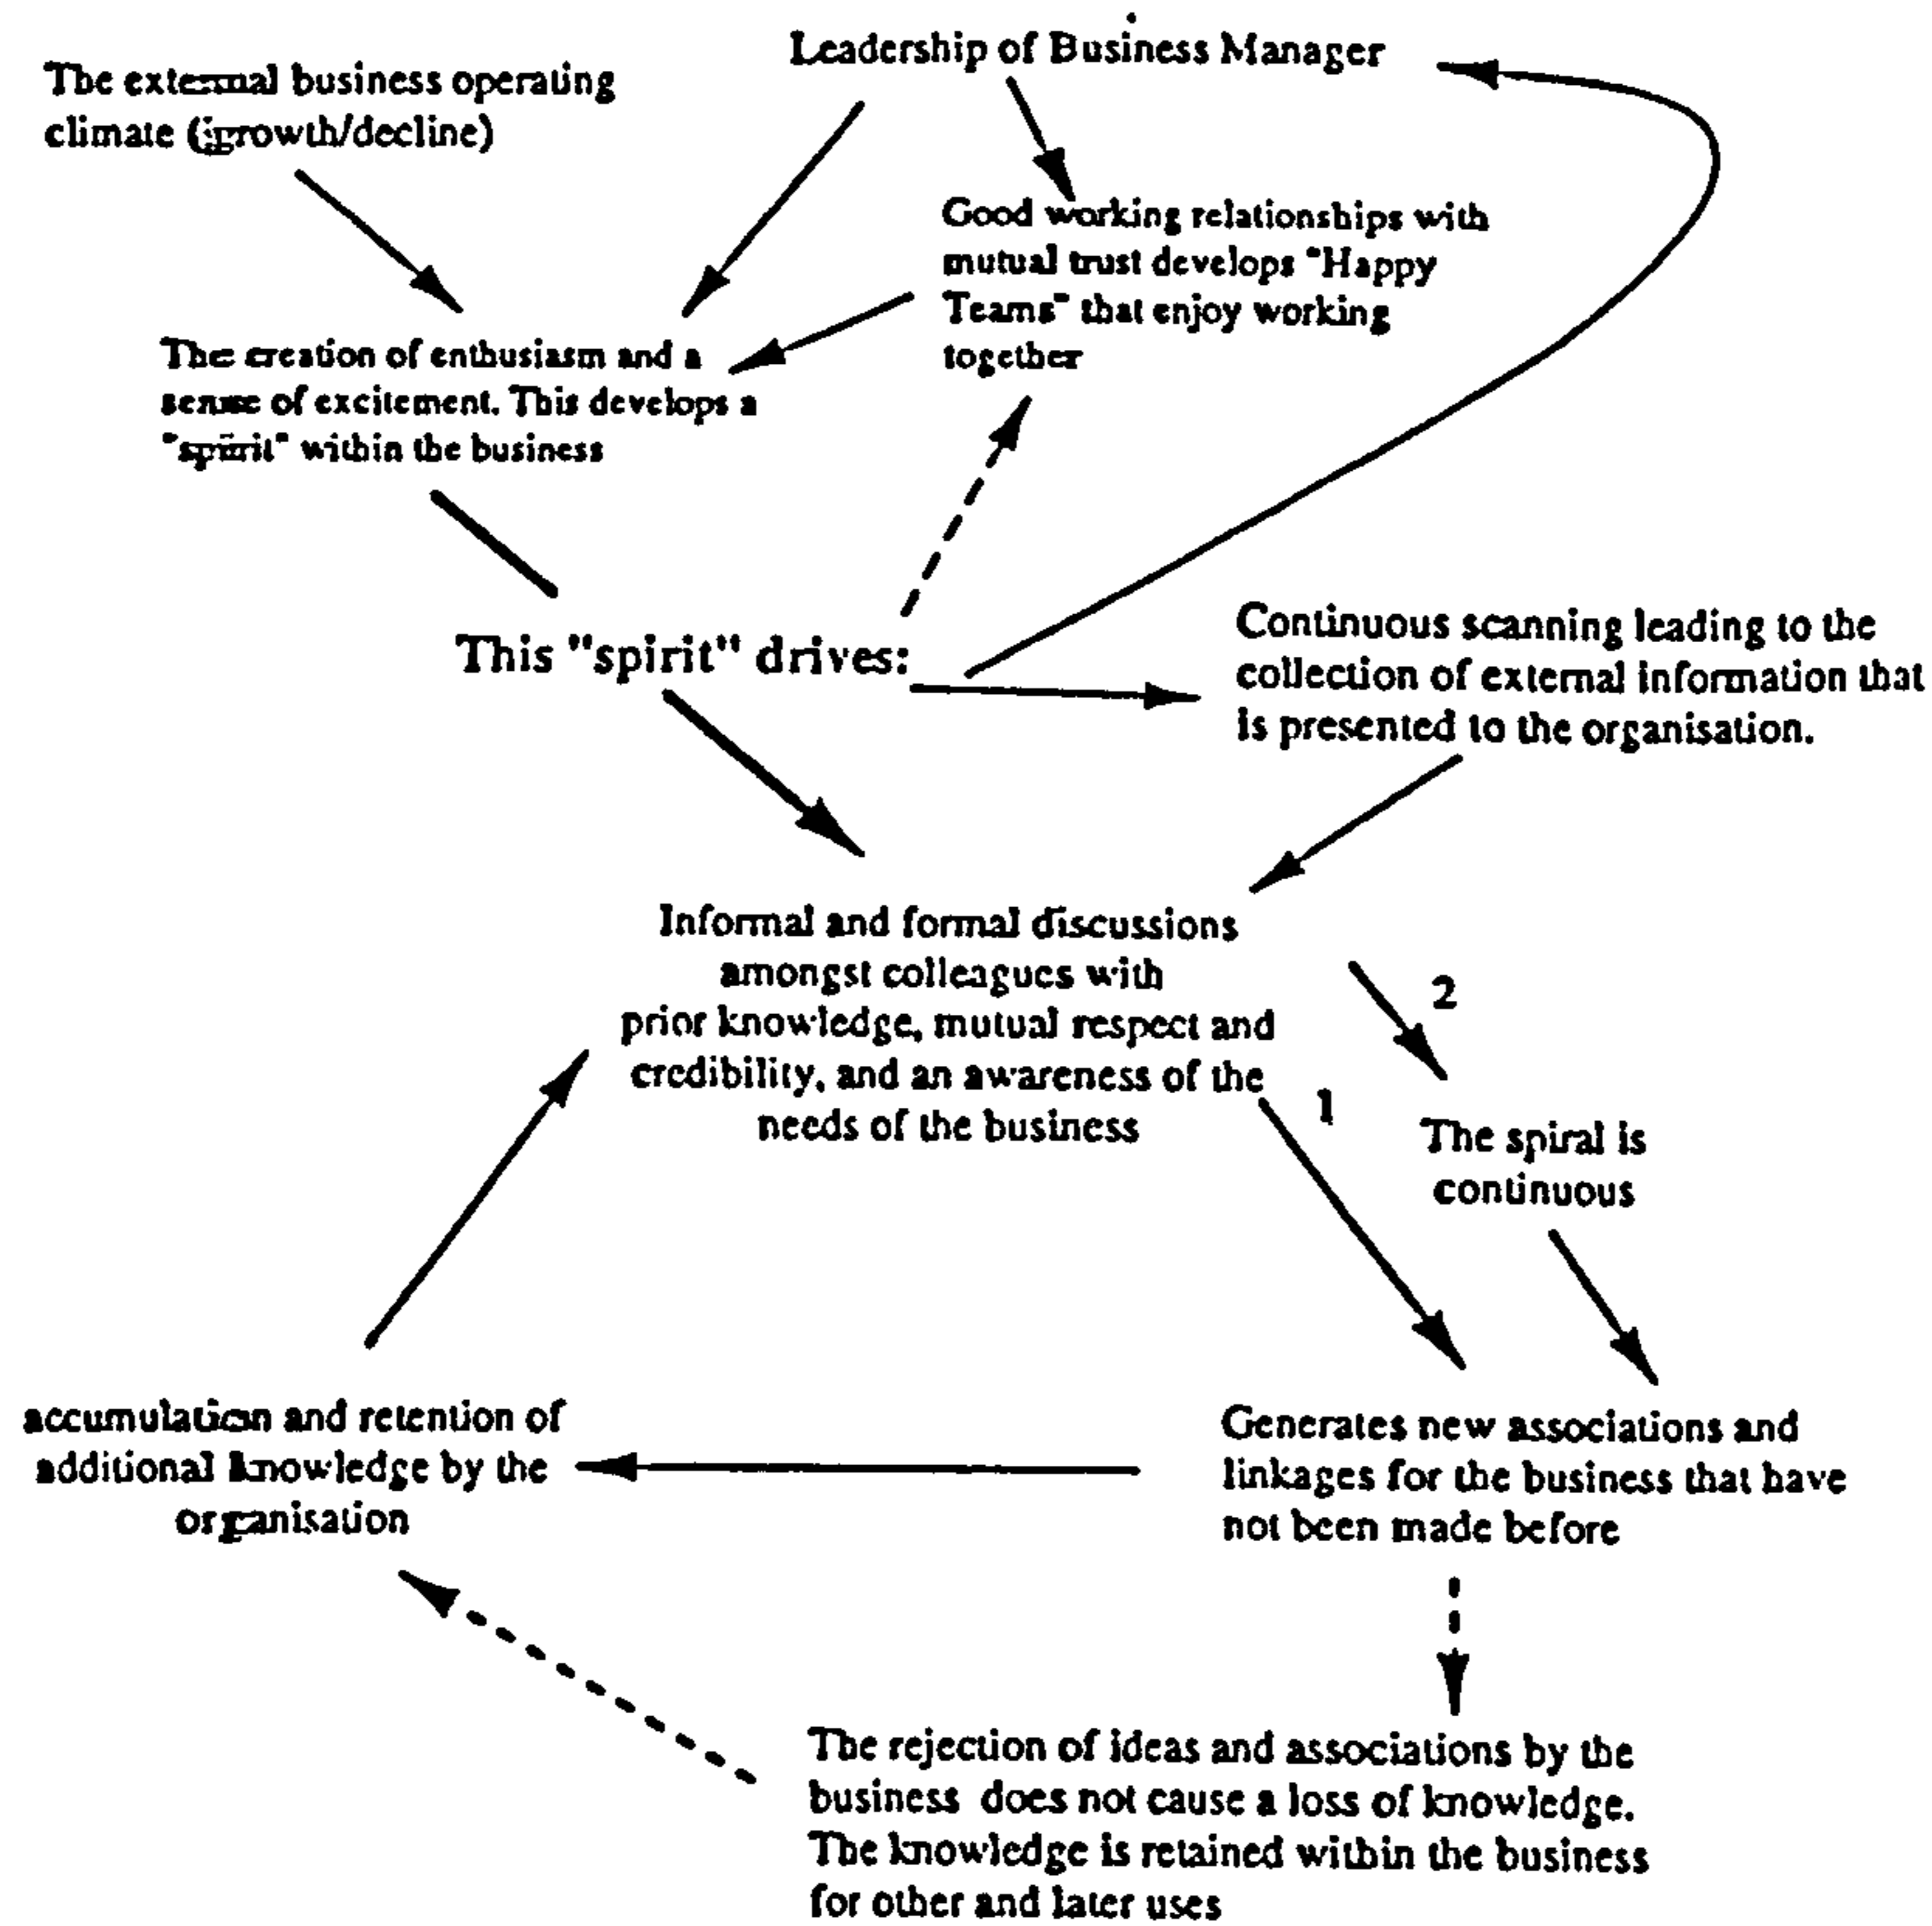 Leadership of Business Manager
The external business operating
climate (growth/decline)
Good working relationships with
mutual trust develops "Happy
Teams" that enjoy working
together
The creation of enthusiasm and a
sense of excitement. This develops a
"spirit" within the business
This "spirit" drives:
Continuous scanning leading to the
collection of external information that
is presented to the organisation.
Informal and formal discussions
amongst colleagues with
prior knowledge, mutual respect and
credibility, and an awareness of the
needs of the business
2
1
The spiral is
continuous
accumulation and retention of
additional knowledge by the
organisation
Generates new associations and
linkages for the business that have
not been made before
The rejection of ideas and associations by the
business does not cause a loss of knowledge.
The knowledge is retained within the business
for other and later uses